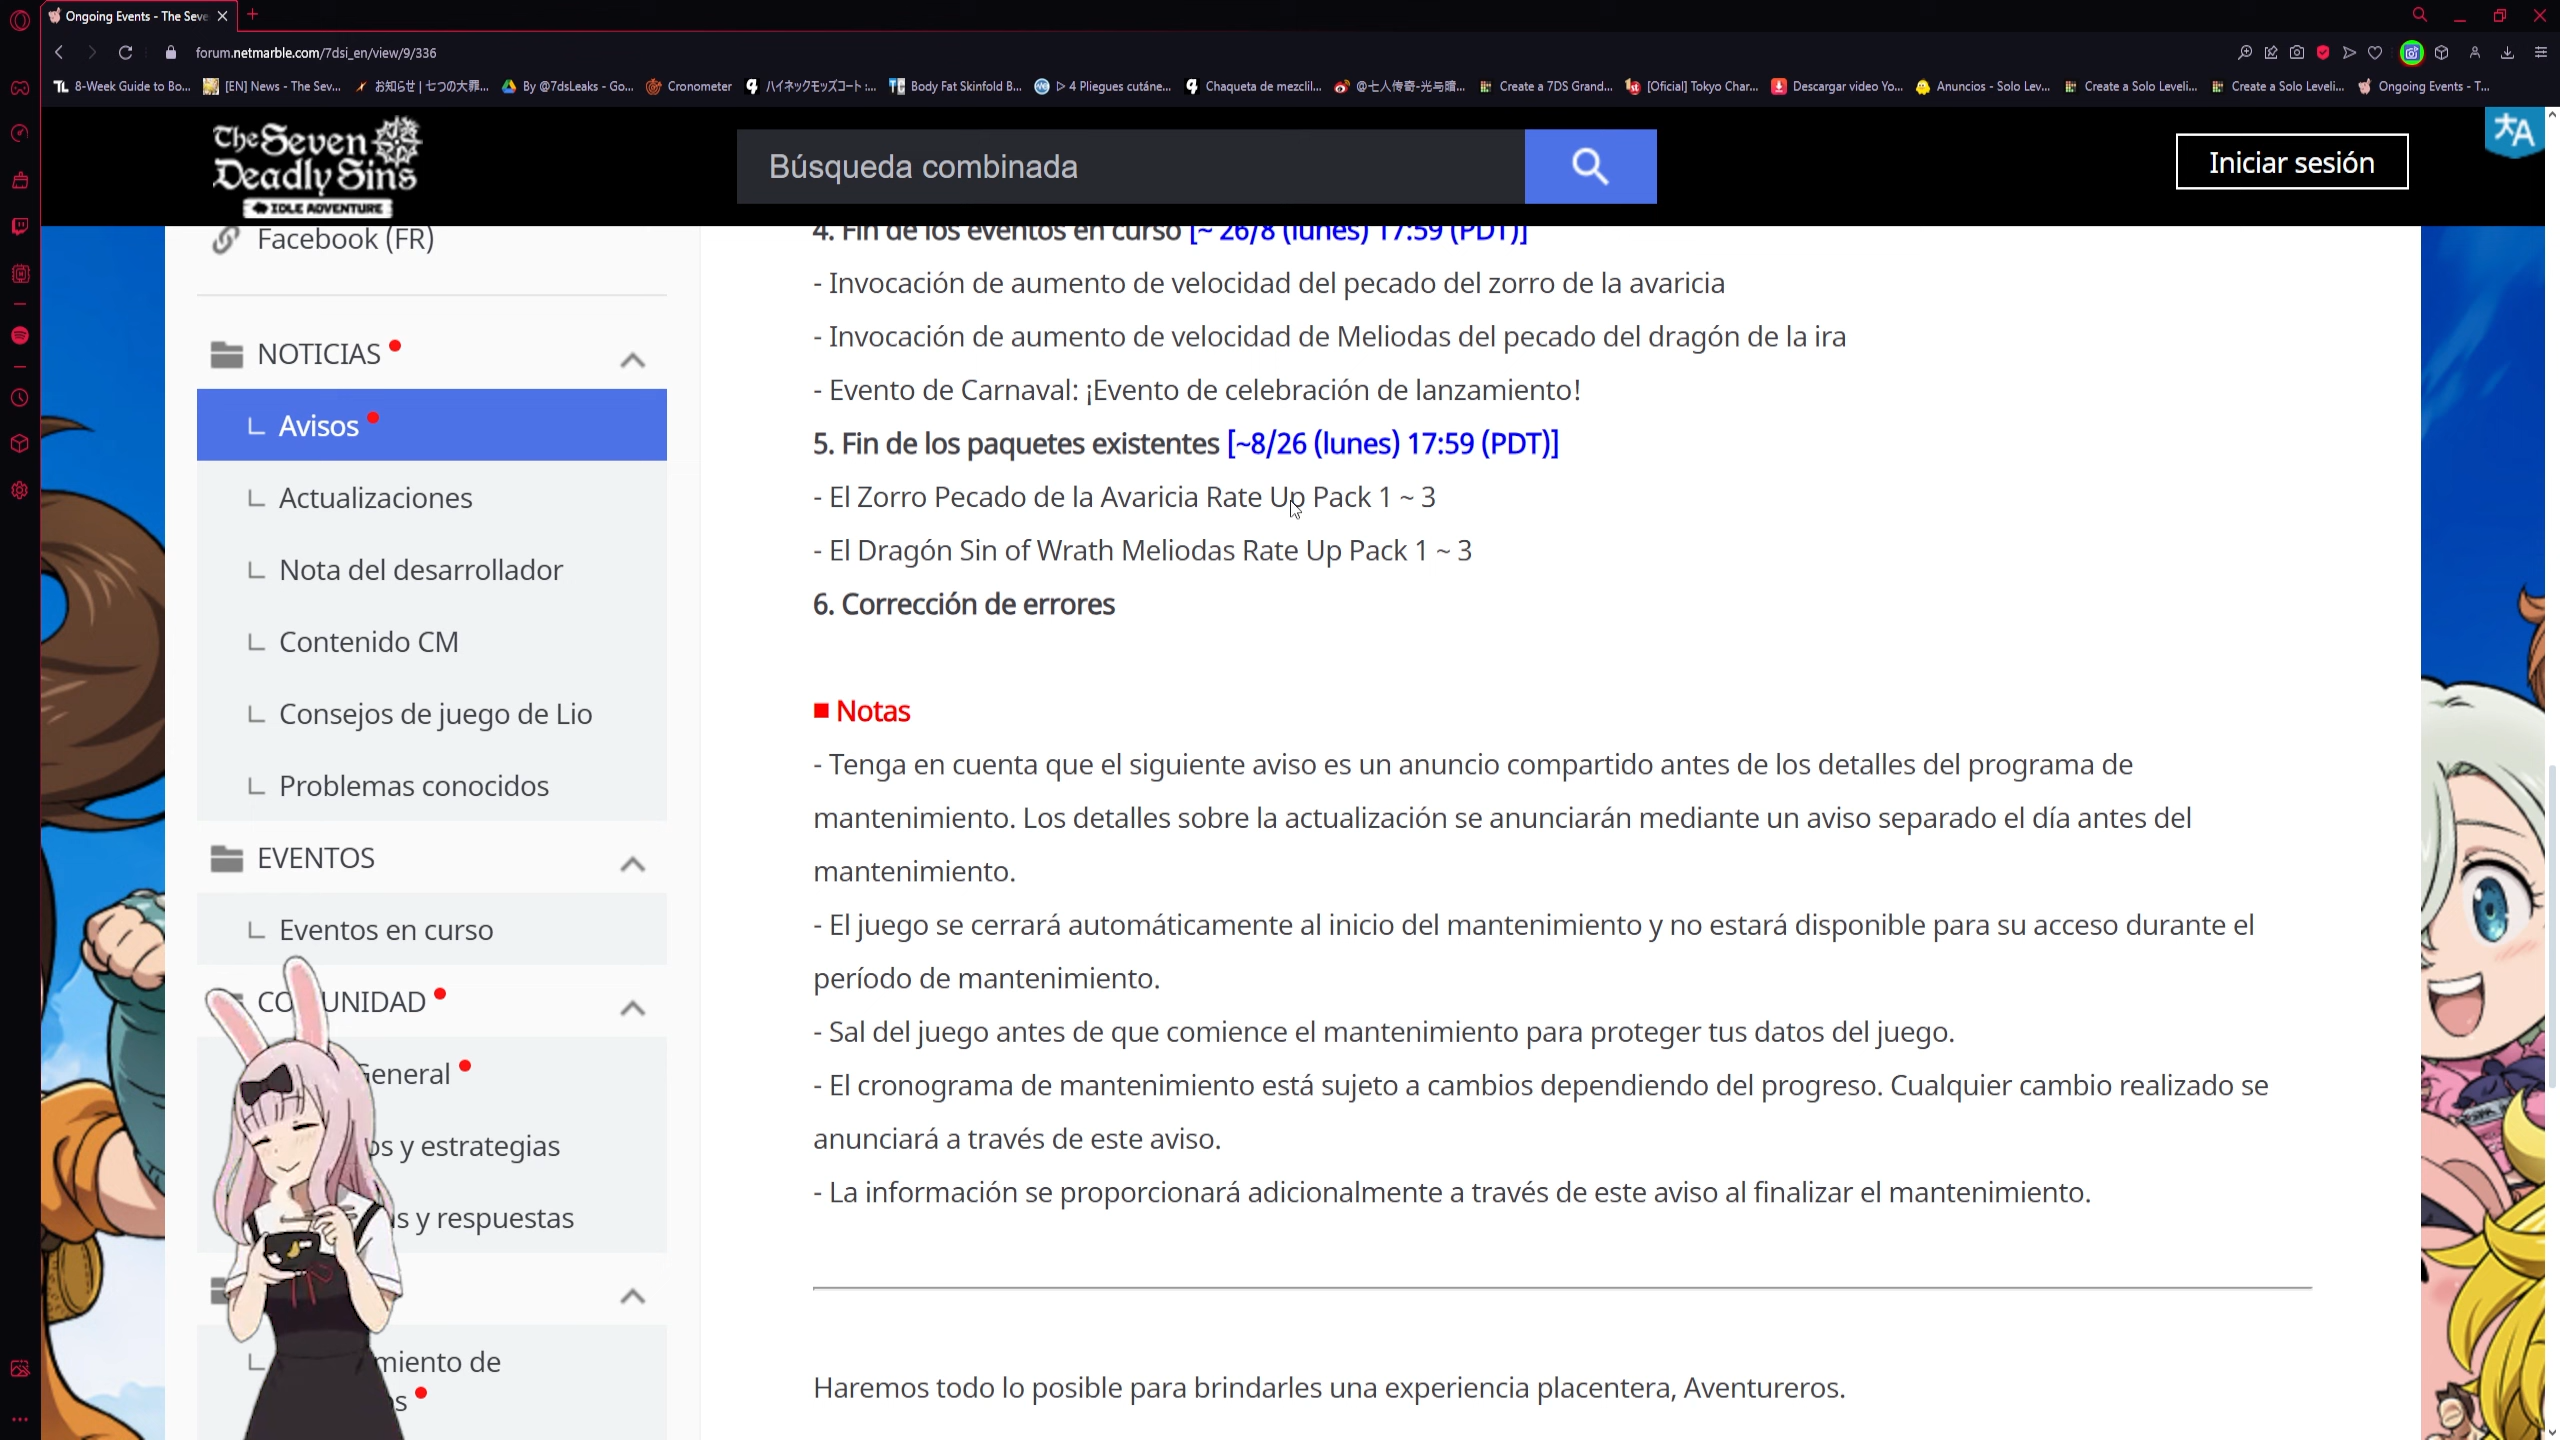 Ongoing Events - The Seve
forum.netmarble.com/7dsi_en/view/9/336
8-Week Guide to Bo...
[EN] News - The Sev...
お知らせ | 七つの大罪...
By @7dsLeaks - Go...
Cronometer
ハイネックモッズコート :...
Body Fat Skinfold B...
▷ 4 Pliegues cutáne...
Chaqueta de mezclil...
@七人传奇-光与暗...
Create a 7DS Grand...
[Oficial] Tokyo Char...
Descargar video Yo...
Anuncios - Solo Lev...
Create a Solo Leveli...
Create a Solo Leveli...
Ongoing Events - T...
The Seven
Deadly Sins
IDLE ADVENTURE
Búsqueda combinada
Iniciar sesión
Facebook (FR)
NOTICIAS
Avisos
Actualizaciones
Nota del desarrollador
Contenido CM
Consejos de juego de Lio
Problemas conocidos
EVENTOS
Eventos en curso
CO UNIDAD
General
os y estrategias
s y respuestas
miento de
s
4. Fin de los eventos en curso [~ 26/8 (lunes) 17:59 (PDT)]
- Invocación de aumento de velocidad del pecado del zorro de la avaricia
- Invocación de aumento de velocidad de Meliodas del pecado del dragón de la ira
- Evento de Carnaval: ¡Evento de celebración de lanzamiento!
5. Fin de los paquetes existentes [~8/26 (lunes) 17:59 (PDT)]
- El Zorro Pecado de la Avaricia Rate Up Pack 1 ~ 3
- El Dragón Sin of Wrath Meliodas Rate Up Pack 1 ~ 3
6. Corrección de errores
■ Notas
- Tenga en cuenta que el siguiente aviso es un anuncio compartido antes de los detalles del programa de
mantenimiento. Los detalles sobre la actualización se anunciarán mediante un aviso separado el día antes del
mantenimiento.
- El juego se cerrará automáticamente al inicio del mantenimiento y no estará disponible para su acceso durante el
período de mantenimiento.
- Sal del juego antes de que comience el mantenimiento para proteger tus datos del juego.
- El cronograma de mantenimiento está sujeto a cambios dependiendo del progreso. Cualquier cambio realizado se
anunciará a través de este aviso.
- La información se proporcionará adicionalmente a través de este aviso al finalizar el mantenimiento.
Haremos todo lo posible para brindarles una experiencia placentera, Aventureros.